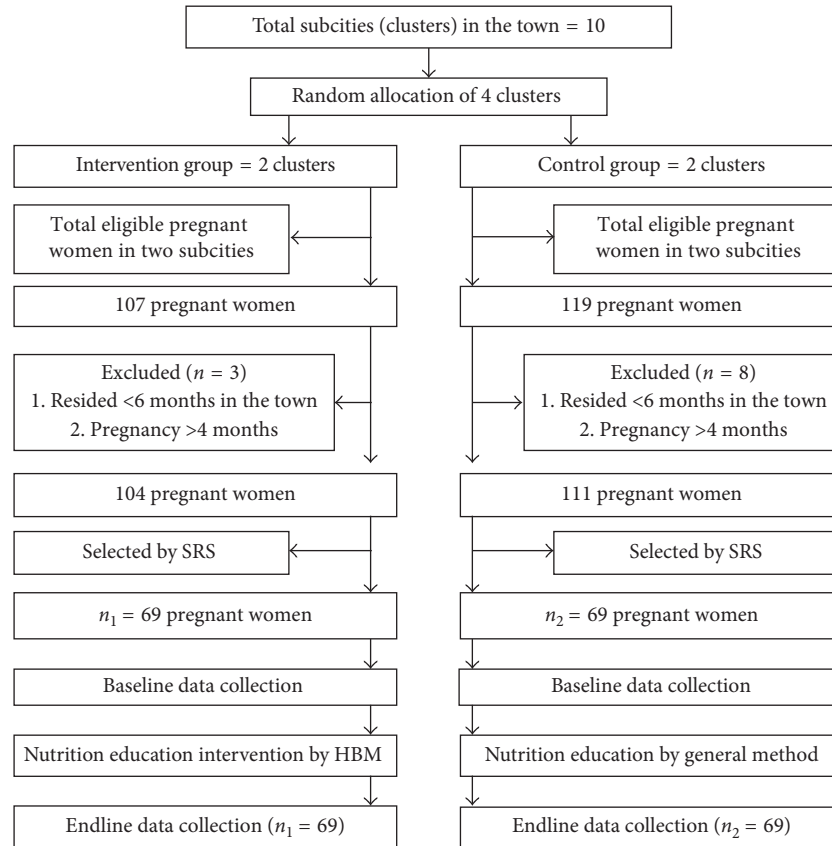 Total subcities (clusters) in the town = 10
Random allocation of 4 clusters
Intervention group = 2 clusters
Control group = 2 clusters
Total eligible pregnant
women in two subcities
Total eligible pregnant
women in two subcities
107 pregnant women
119 pregnant women
Excluded (n = 3)
1. Resided <6 months in the town
2. Pregnancy >4 months
Excluded (n = 8)
1. Resided <6 months in the town
2. Pregnancy >4 months
104 pregnant women
111 pregnant women
Selected by SRS
Selected by SRS
n₁ = 69 pregnant women
n₂ = 69 pregnant women
Baseline data collection
Baseline data collection
Nutrition education intervention by HBM
Nutrition education by general method
Endline data collection (n₁ = 69)
Endline data collection (n₂ = 69)